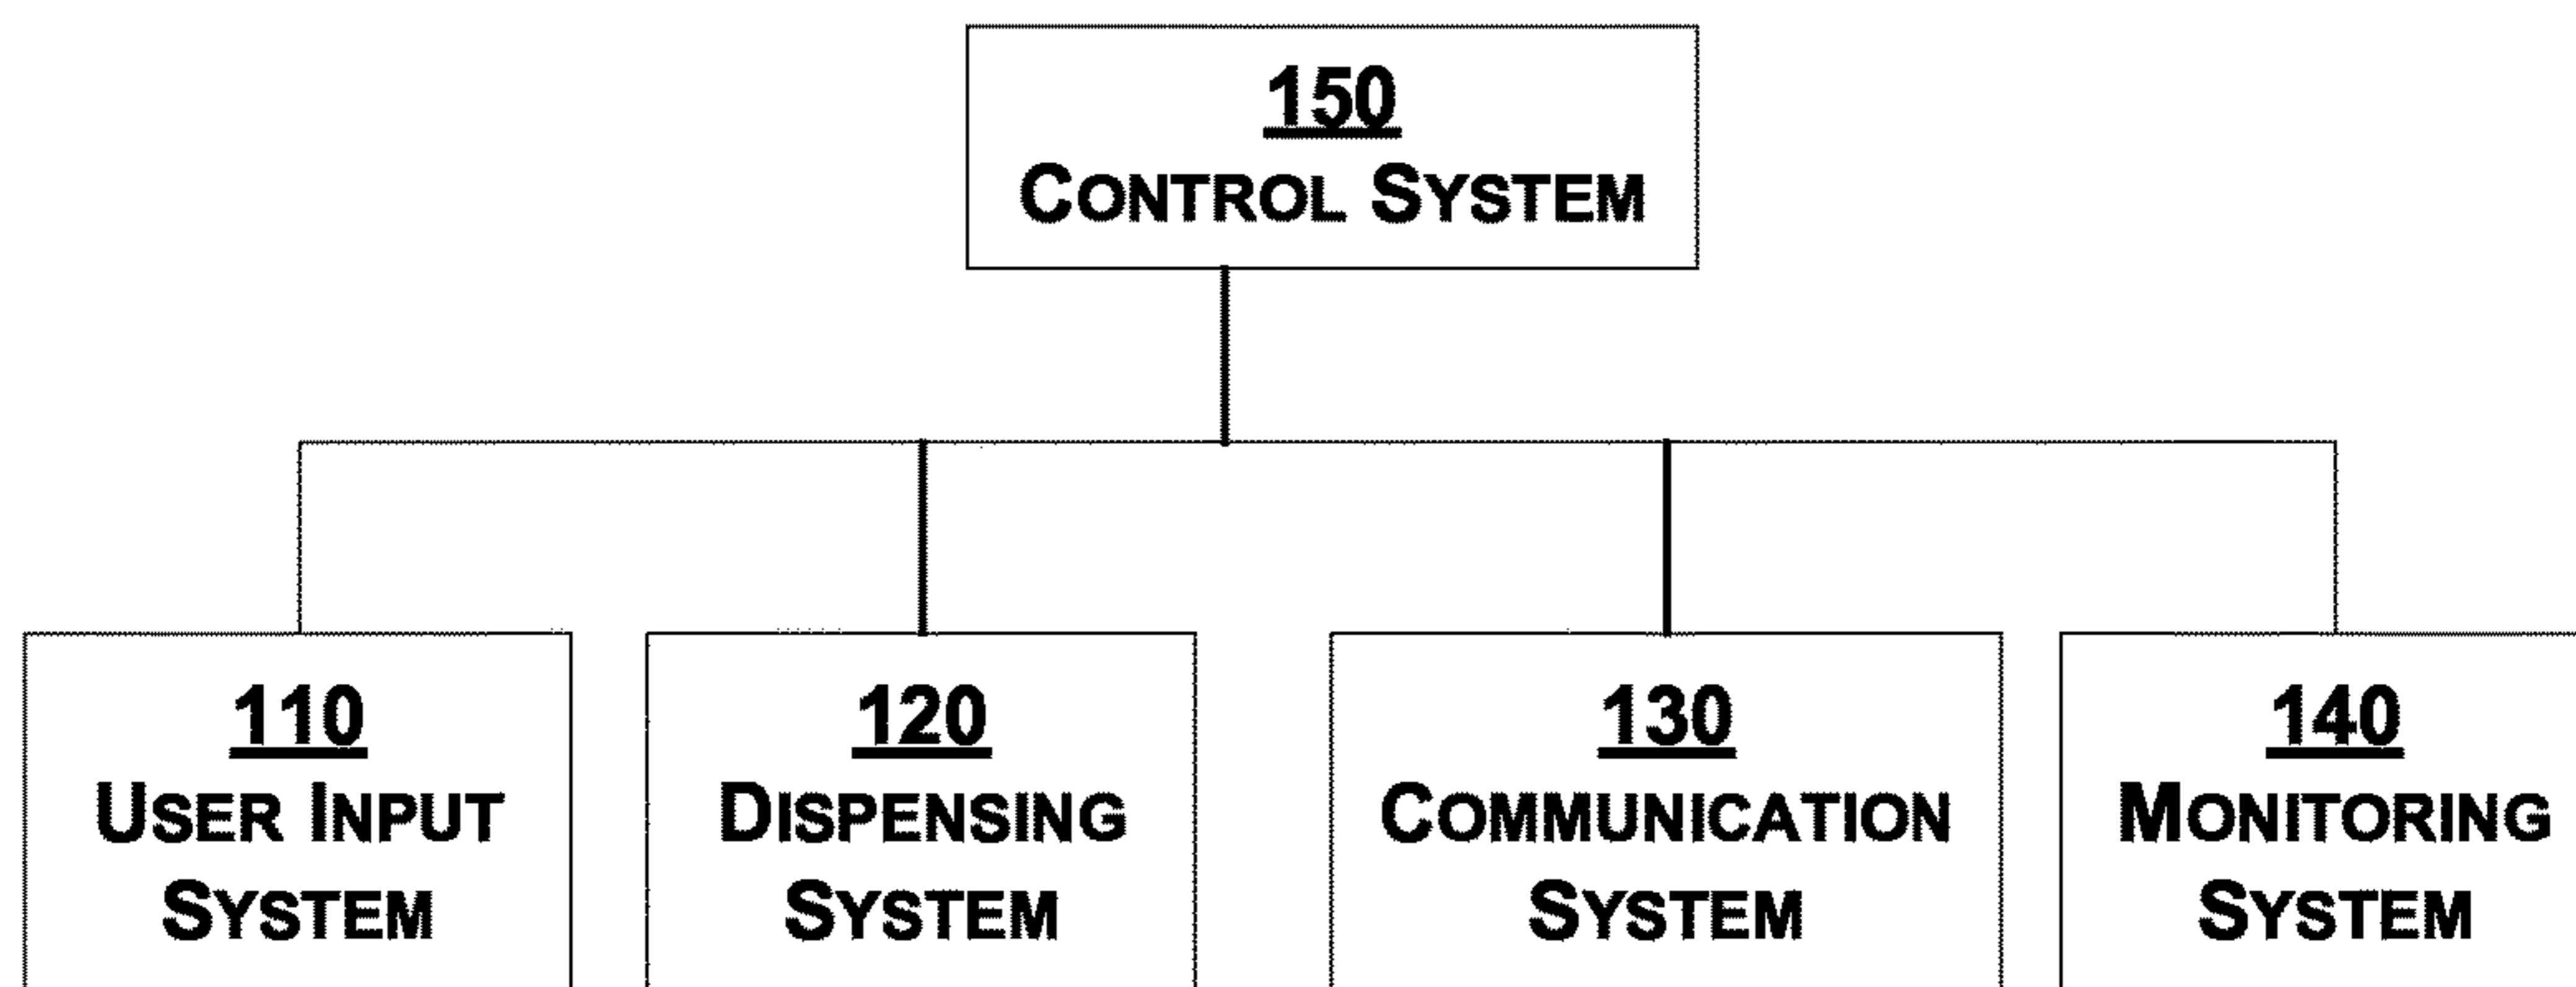 150
CONTROL SYSTEM
110
USER INPUT
SYSTEM
120
DISPENSING
SYSTEM
130
COMMUNICATION
SYSTEM
140
MONITORING
SYSTEM